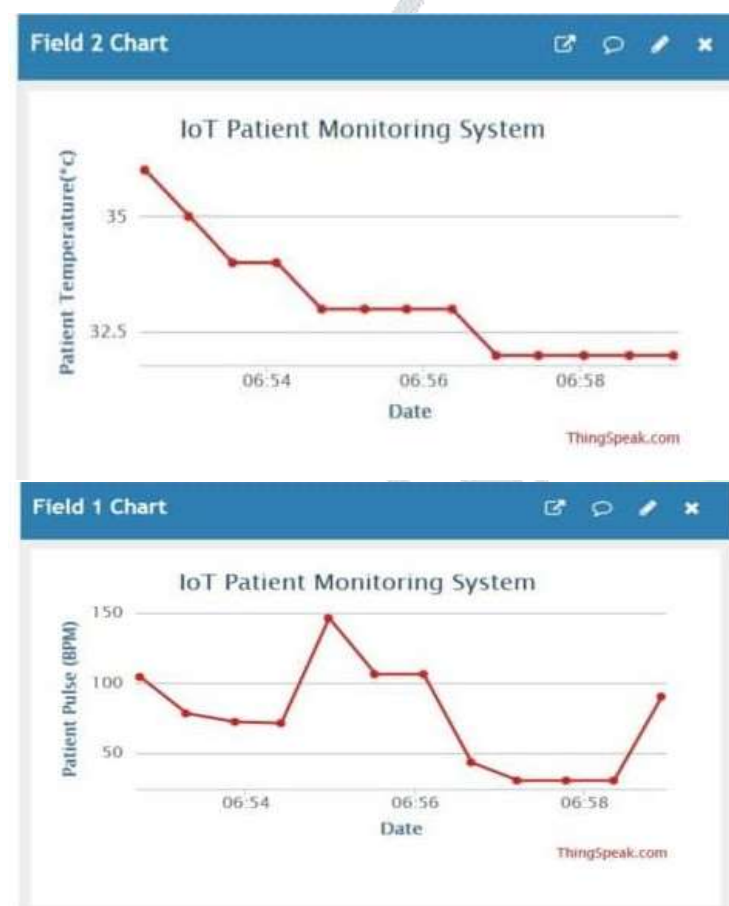 Field 2 Chart
IoT Patient Monitoring System
Patient Temperature(°c)
35
32.5
06:54 06:56 06:58
Date
ThingSpeak.com
Field 1 Chart
IoT Patient Monitoring System
Patient Pulse (BPM)
150
100
50
06:54 06:56 06:58
Date
ThingSpeak.com